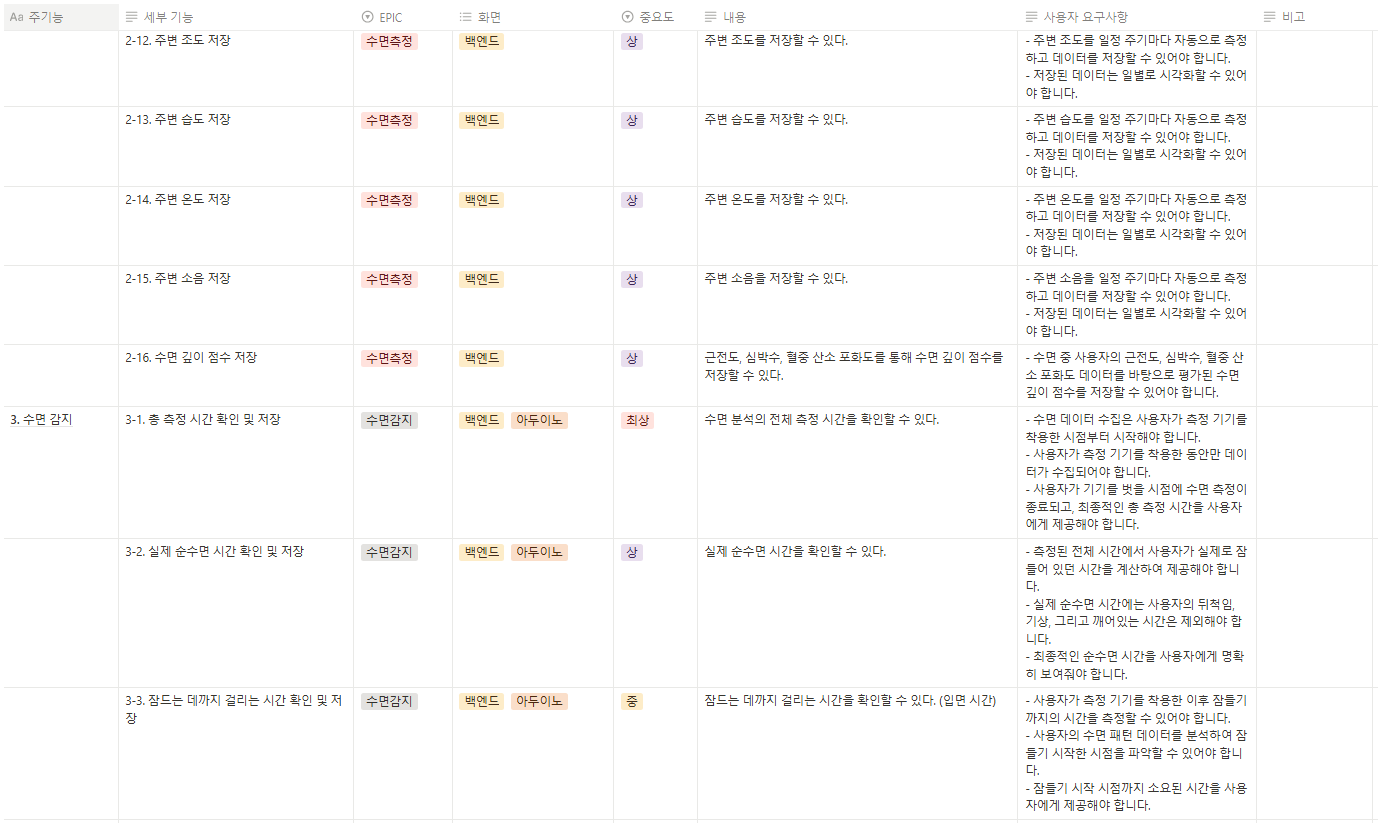 Aa 주기능 세부 기능 EPIC 화면 중요도 내용 사용자 요구사항 비고
2-12. 주변 조도 저장 수면측정 백엔드 상 주변 조도를 저장할 수 있다. - 주변 조도를 일정 주기마다 자동으로 측정
하고 데이터를 저장할 수 있어야 합니다.
- 저장된 데이터는 일별로 시각화할 수 있어
야 합니다.
2-13. 주변 습도 저장 수면측정 백엔드 상 주변 습도를 저장할 수 있다. - 주변 습도를 일정 주기마다 자동으로 측정
하고 데이터를 저장할 수 있어야 합니다.
- 저장된 데이터는 일별로 시각화할 수 있어
야 합니다.
2-14. 주변 온도 저장 수면측정 백엔드 상 주변 온도를 저장할 수 있다. - 주변 온도를 일정 주기마다 자동으로 측정
하고 데이터를 저장할 수 있어야 합니다.
- 저장된 데이터는 일별로 시각화할 수 있어
야 합니다.
2-15. 주변 소음 저장 수면측정 백엔드 상 주변 소음을 저장할 수 있다. - 주변 소음을 일정 주기마다 자동으로 측정
하고 데이터를 저장할 수 있어야 합니다.
- 저장된 데이터는 일별로 시각화할 수 있어
야 합니다.
2-16. 수면 깊이 점수 저장 수면측정 백엔드 상 근전도, 심박수, 혈중 산소 포화도를 통해 수면 깊이 점수를 - 수면 중 사용자의 근전도, 심박수, 혈중 산
저장할 수 있다. 소 포화도 데이터를 바탕으로 평가된 수면
깊이 점수를 저장할 수 있어야 합니다.
3. 수면 감지 3-1. 총 측정 시간 확인 및 저장 수면감지 백엔드 아두이노 최상 수면 분석의 전체 측정 시간을 확인할 수 있다. - 수면 데이터 수집은 사용자가 측정 기기를
착용한 시점부터 시작해야 합니다.
- 사용자가 측정 기기를 착용한 동안만 데이
터가 수집되어야 합니다.
- 사용자가 기기를 벗을 시점에 수면 측정이
종료되고, 최종적인 총 측정 시간을 사용자
에게 제공해야 합니다.
3-2. 실제 순수면 시간 확인 및 저장 수면감지 백엔드 아두이노 상 실제 순수면 시간을 확인할 수 있다. - 측정된 전체 시간에서 사용자가 실제로 잠
들어 있던 시간을 계산하여 제공해야 합니
다.
- 실제 순수면 시간에는 사용자의 뒤척임,
기상, 그리고 깨어있는 시간은 제외해야 합
니다.
- 최종적인 순수면 시간을 사용자에게 명확
히 보여줘야 합니다.
3-3. 잠드는 데까지 걸리는 시간 확인 및 저 수면감지 백엔드 아두이노 중 잠드는 데까지 걸리는 시간을 확인할 수 있다. (입면 시간) - 사용자가 측정 기기를 착용한 이후 잠들기
장 까지의 시간을 측정할 수 있어야 합니다.
- 사용자의 수면 패턴 데이터를 분석하여 잠
들기 시작한 시점을 파악할 수 있어야 합니
다.
- 잠들기 시작 시점까지 소요된 시간을 사용
자에게 제공해야 합니다.